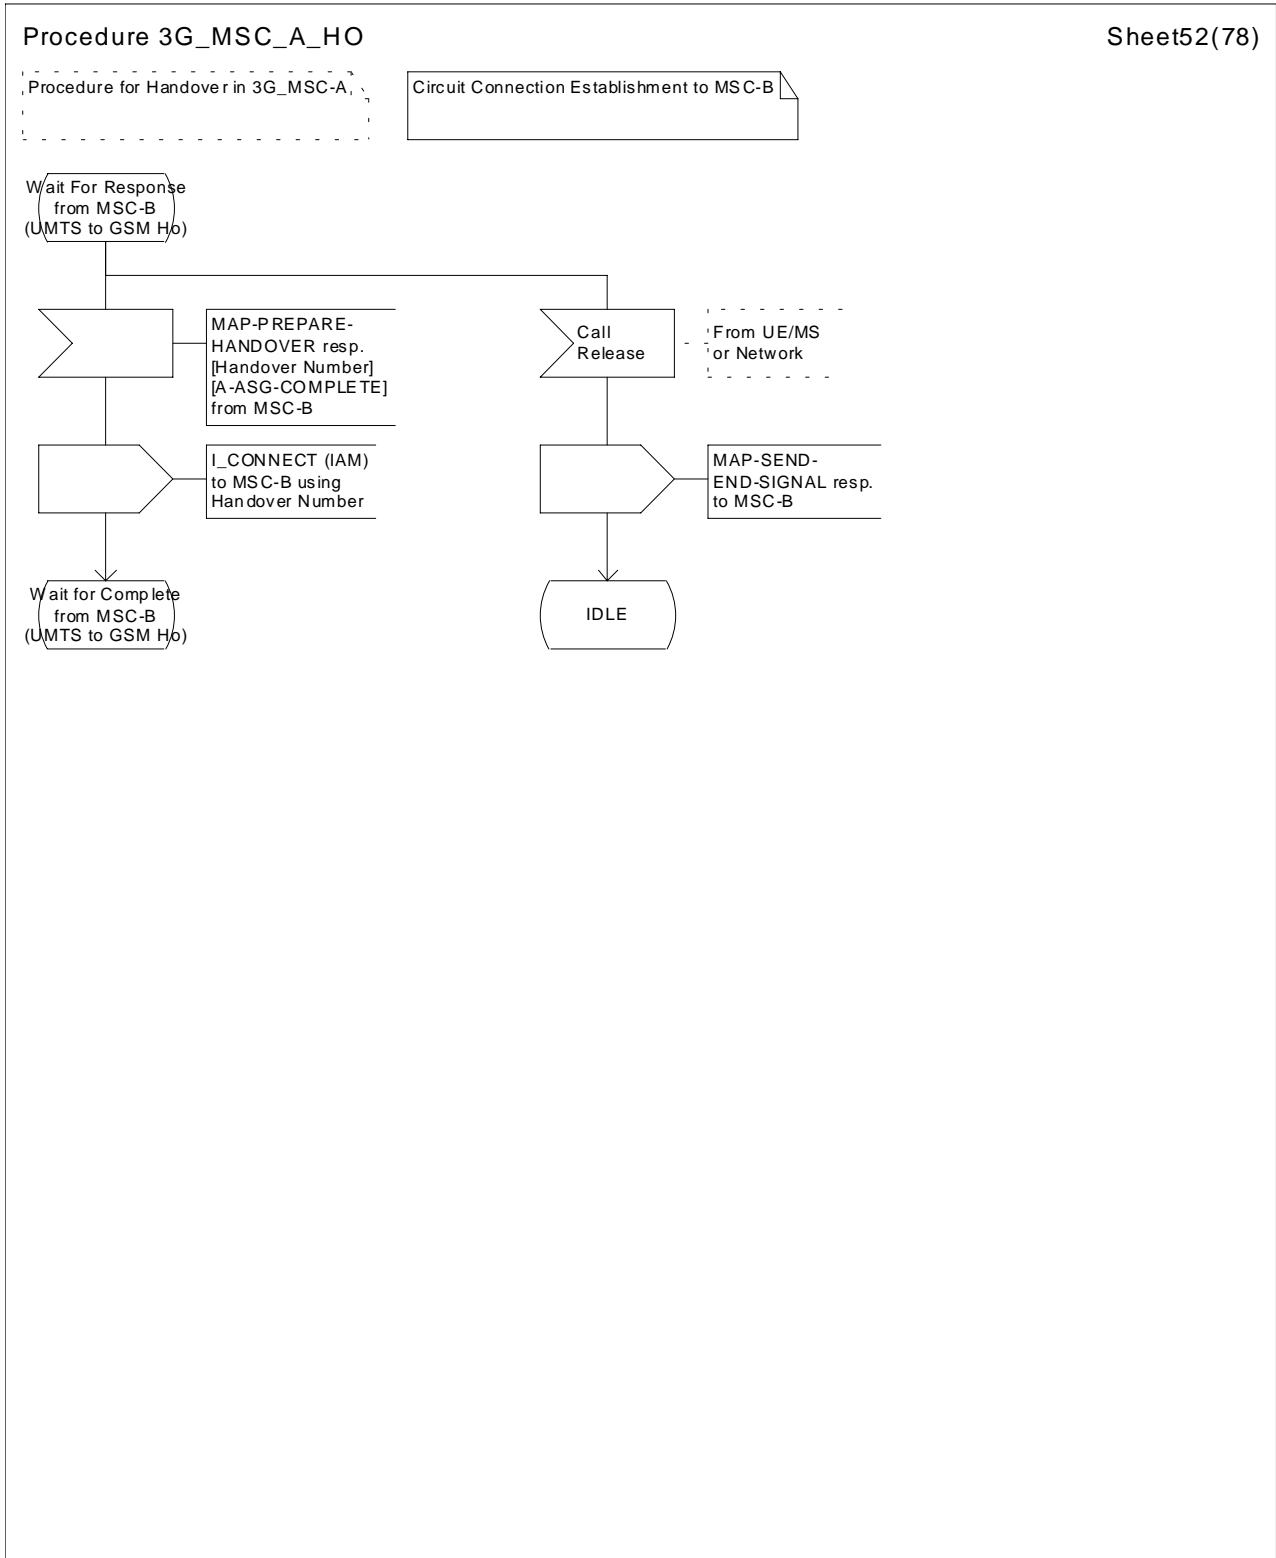 Procedure 3G_MSC_A_HO
Sheet52(78)
Procedure for Handover in 3G_MSC-A
Circuit Connection Establishment to MSC-B
Wait For Response
from MSC-B
(UMTS to GSM Ho)
MAP-PREPARE-
HANDOVER resp.
[Handover Number]
[A-ASG-COMPLETE]
from MSC-B
Call
Release
From UE/MS
or Network
I_CONNECT (IAM)
to MSC-B using
Handover Number
MAP-SEND-
END-SIGNAL resp.
to MSC-B
Wait for Complete
from MSC-B
(UMTS to GSM Ho)
IDLE